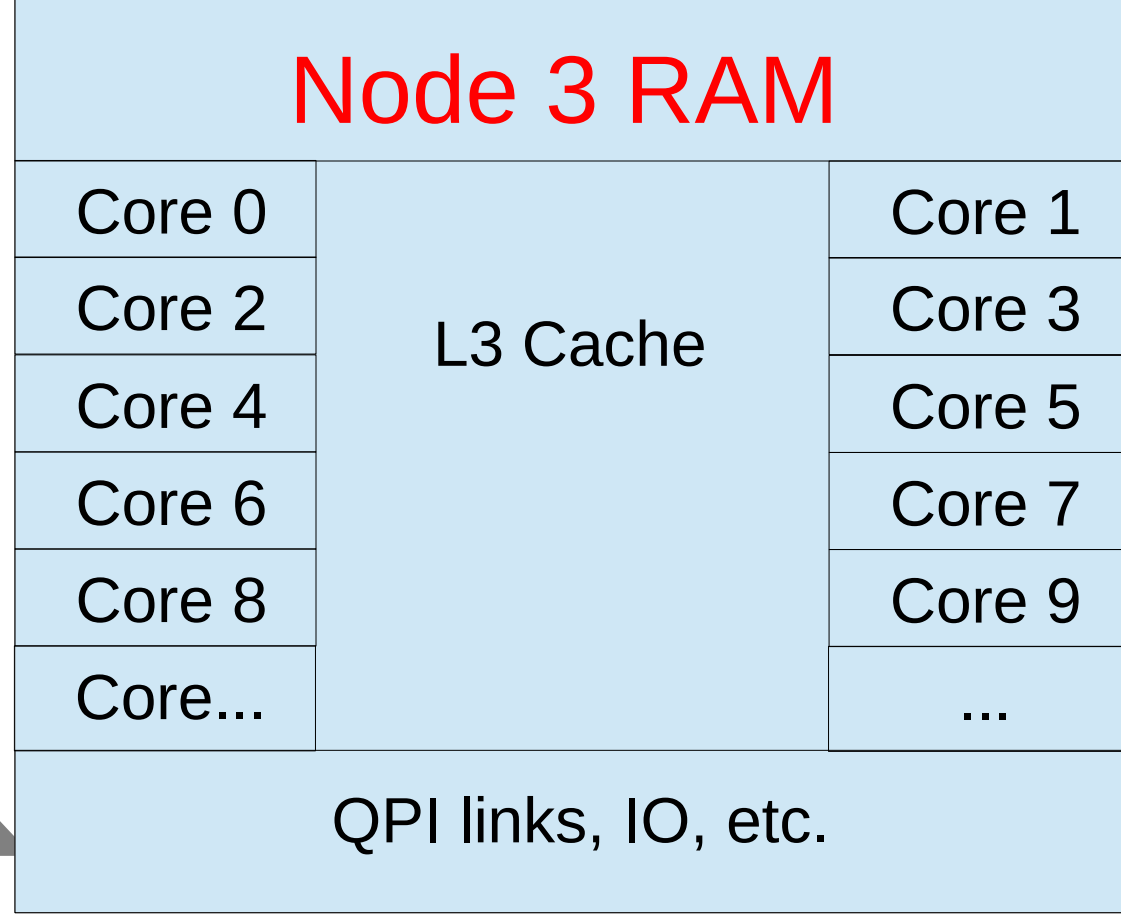 Node 3 RAM
Core 0
Core 1
Core 2
Core 3
L3 Cache
Core 4
Core 5
Core 6
Core 7
Core 8
Core 9
Core...
...
QPI links, IO, etc.